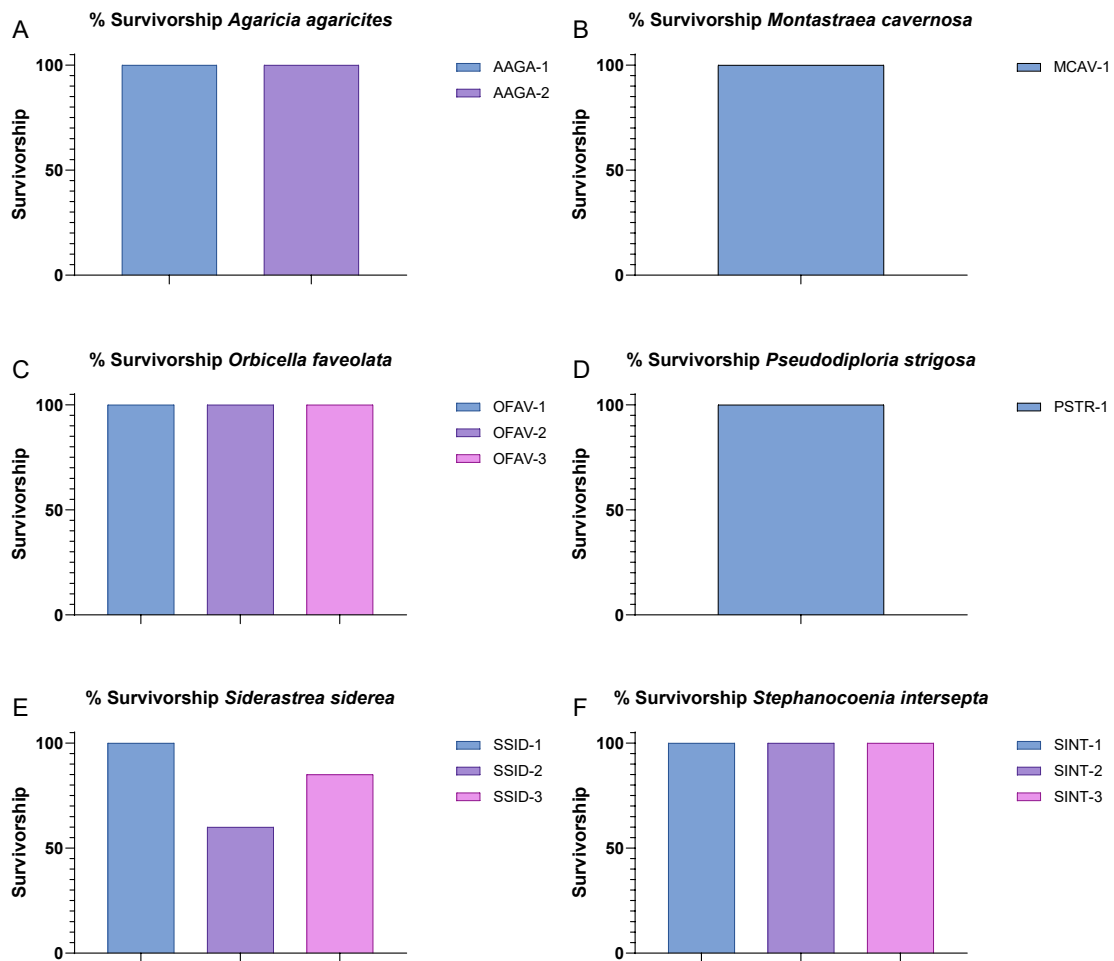 A
% Survivorship Agaricia agaricites
Survivorship
100
50
0
AAGA-1
AAGA-2
B
% Survivorship Montastraea cavernosa
Survivorship
100
50
0
MCAV-1
C
% Survivorship Orbicella faveolata
Survivorship
100
50
0
OFAV-1
OFAV-2
OFAV-3
D
% Survivorship Pseudodiploria strigosa
Survivorship
100
50
0
PSTR-1
E
% Survivorship Siderastrea siderea
Survivorship
100
50
0
SSID-1
SSID-2
SSID-3
F
% Survivorship Stephanocoenia intersepta
Survivorship
100
50
0
SINT-1
SINT-2
SINT-3